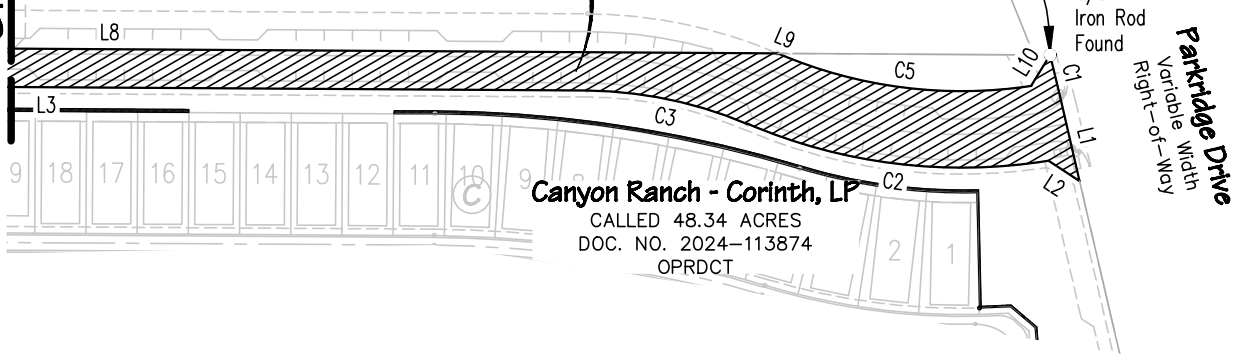 L8
L9
C5
L10
Iron Rod
Found
C1
Parkridge Drive
Variable Width
Right-of-Way
L3
C3
L1
L2
C2
9 18 17 16 15 14 13 12 11 10 9
C
Canyon Ranch - Corinth, LP
CALLED 48.34 ACRES
DOC. NO. 2024-113874
OPRDCT
2 1